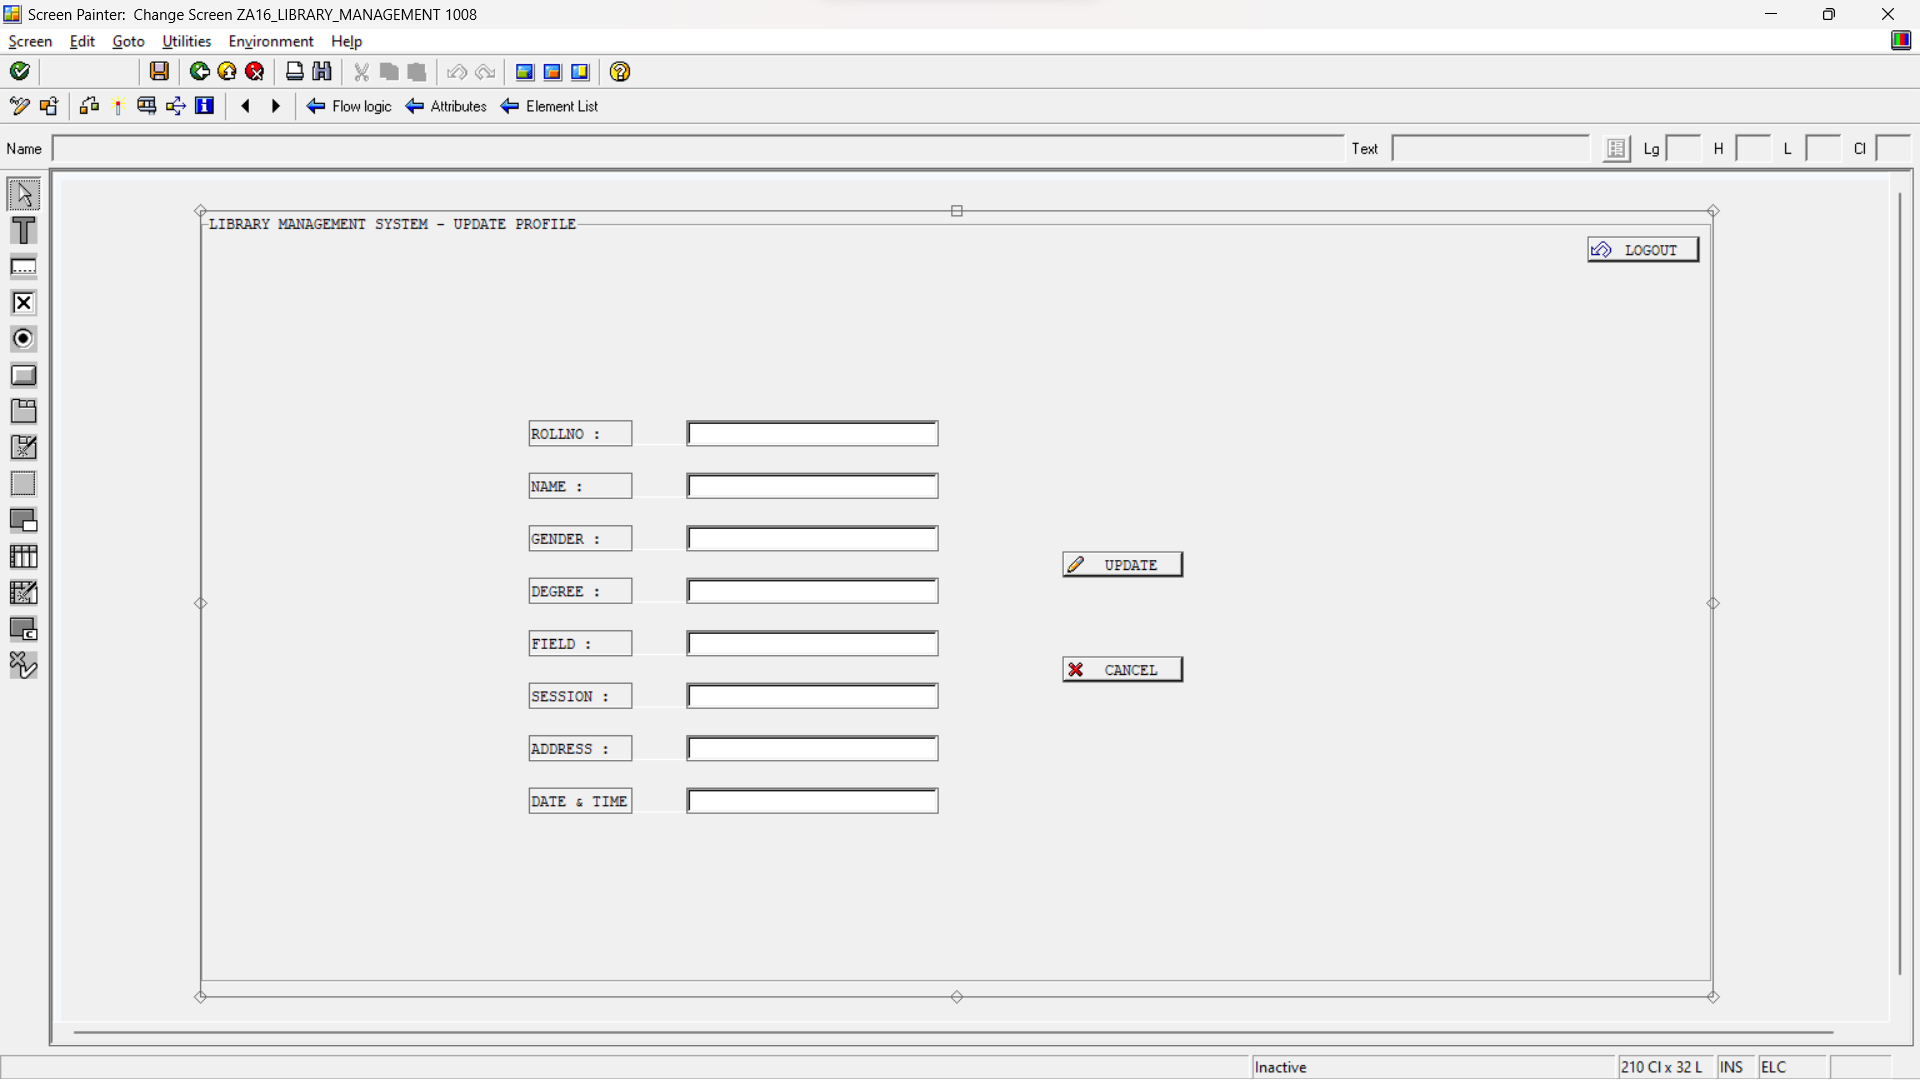 Screen Painter: Change Screen ZA16_LIBRARY_MANAGEMENT 1008
Screen Edit Goto Utilities Environment Help
Flow logic Attributes Element List
Name Text Lg H L Cl
LIBRARY MANAGEMENT SYSTEM - UPDATE PROFILE
LOGOUT
ROLLNO :
NAME :
GENDER :
UPDATE
DEGREE :
FIELD :
CANCEL
SESSION :
ADDRESS :
DATE & TIME
Inactive 210 Cl x 32 L INS ELC